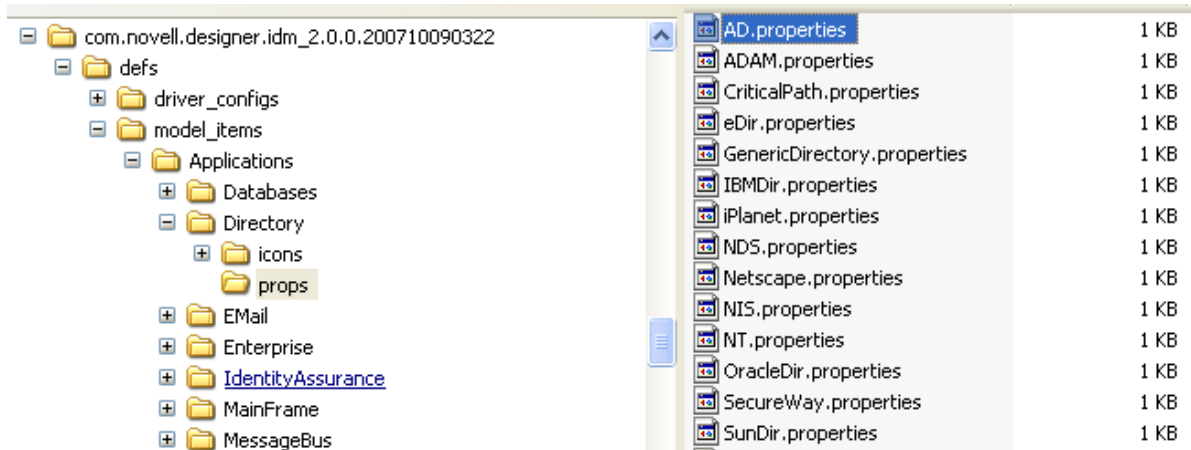 com.novell.designer.idm_2.0.0.200710090322
defs
driver_configs
model_items
Applications
Databases
Directory
icons
props
EMail
Enterprise
IdentityAssurance
MainFrame
MessageBus
AD.properties 1 KB
ADAM.properties 1 KB
CriticalPath.properties 1 KB
eDir.properties 1 KB
GenericDirectory.properties 1 KB
IBMDir.properties 1 KB
iPlanet.properties 1 KB
NDS.properties 1 KB
Netscape.properties 1 KB
NIS.properties 1 KB
NT.properties 1 KB
OracleDir.properties 1 KB
SecureWay.properties 1 KB
SunDir.properties 1 KB